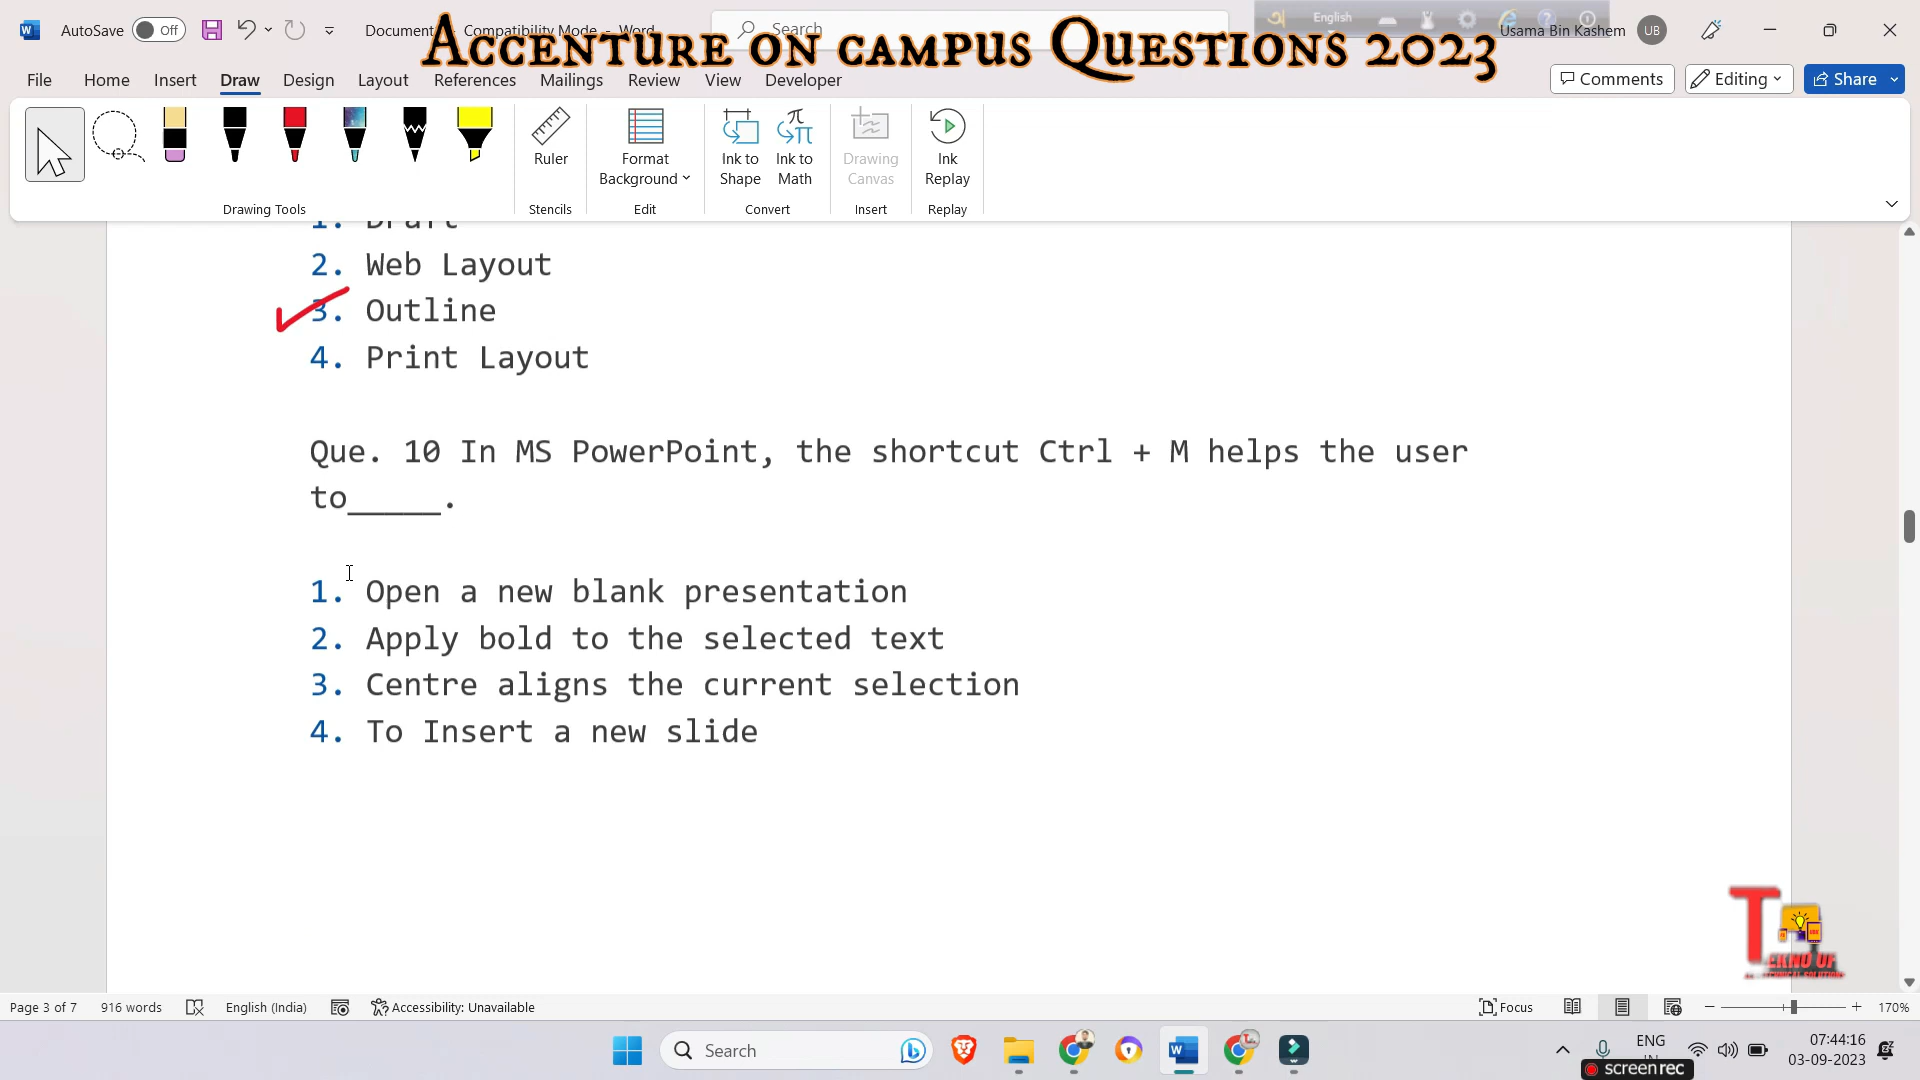 AutoSave Off Document Compatibility Mode - Word Search English Usama Bin Kashem UB
Accenture on campus Questions 2023
File Home Insert Draw Design Layout References Mailings Review View Developer Comments Editing Share
Ruler Format Background Ink to Shape Ink to Math Drawing Canvas Ink Replay
Drawing Tools Stencils Edit Convert Insert Replay
1. Draft
2. Web Layout
3. Outline
4. Print Layout
Que. 10 In MS PowerPoint, the shortcut Ctrl + M helps the user
to_____.
1. Open a new blank presentation
2. Apply bold to the selected text
3. Centre aligns the current selection
4. To Insert a new slide
Page 3 of 7 916 words English (India) Accessibility: Unavailable Focus 170%
Search ENG 07:44:16
03-09-2023
screenrec